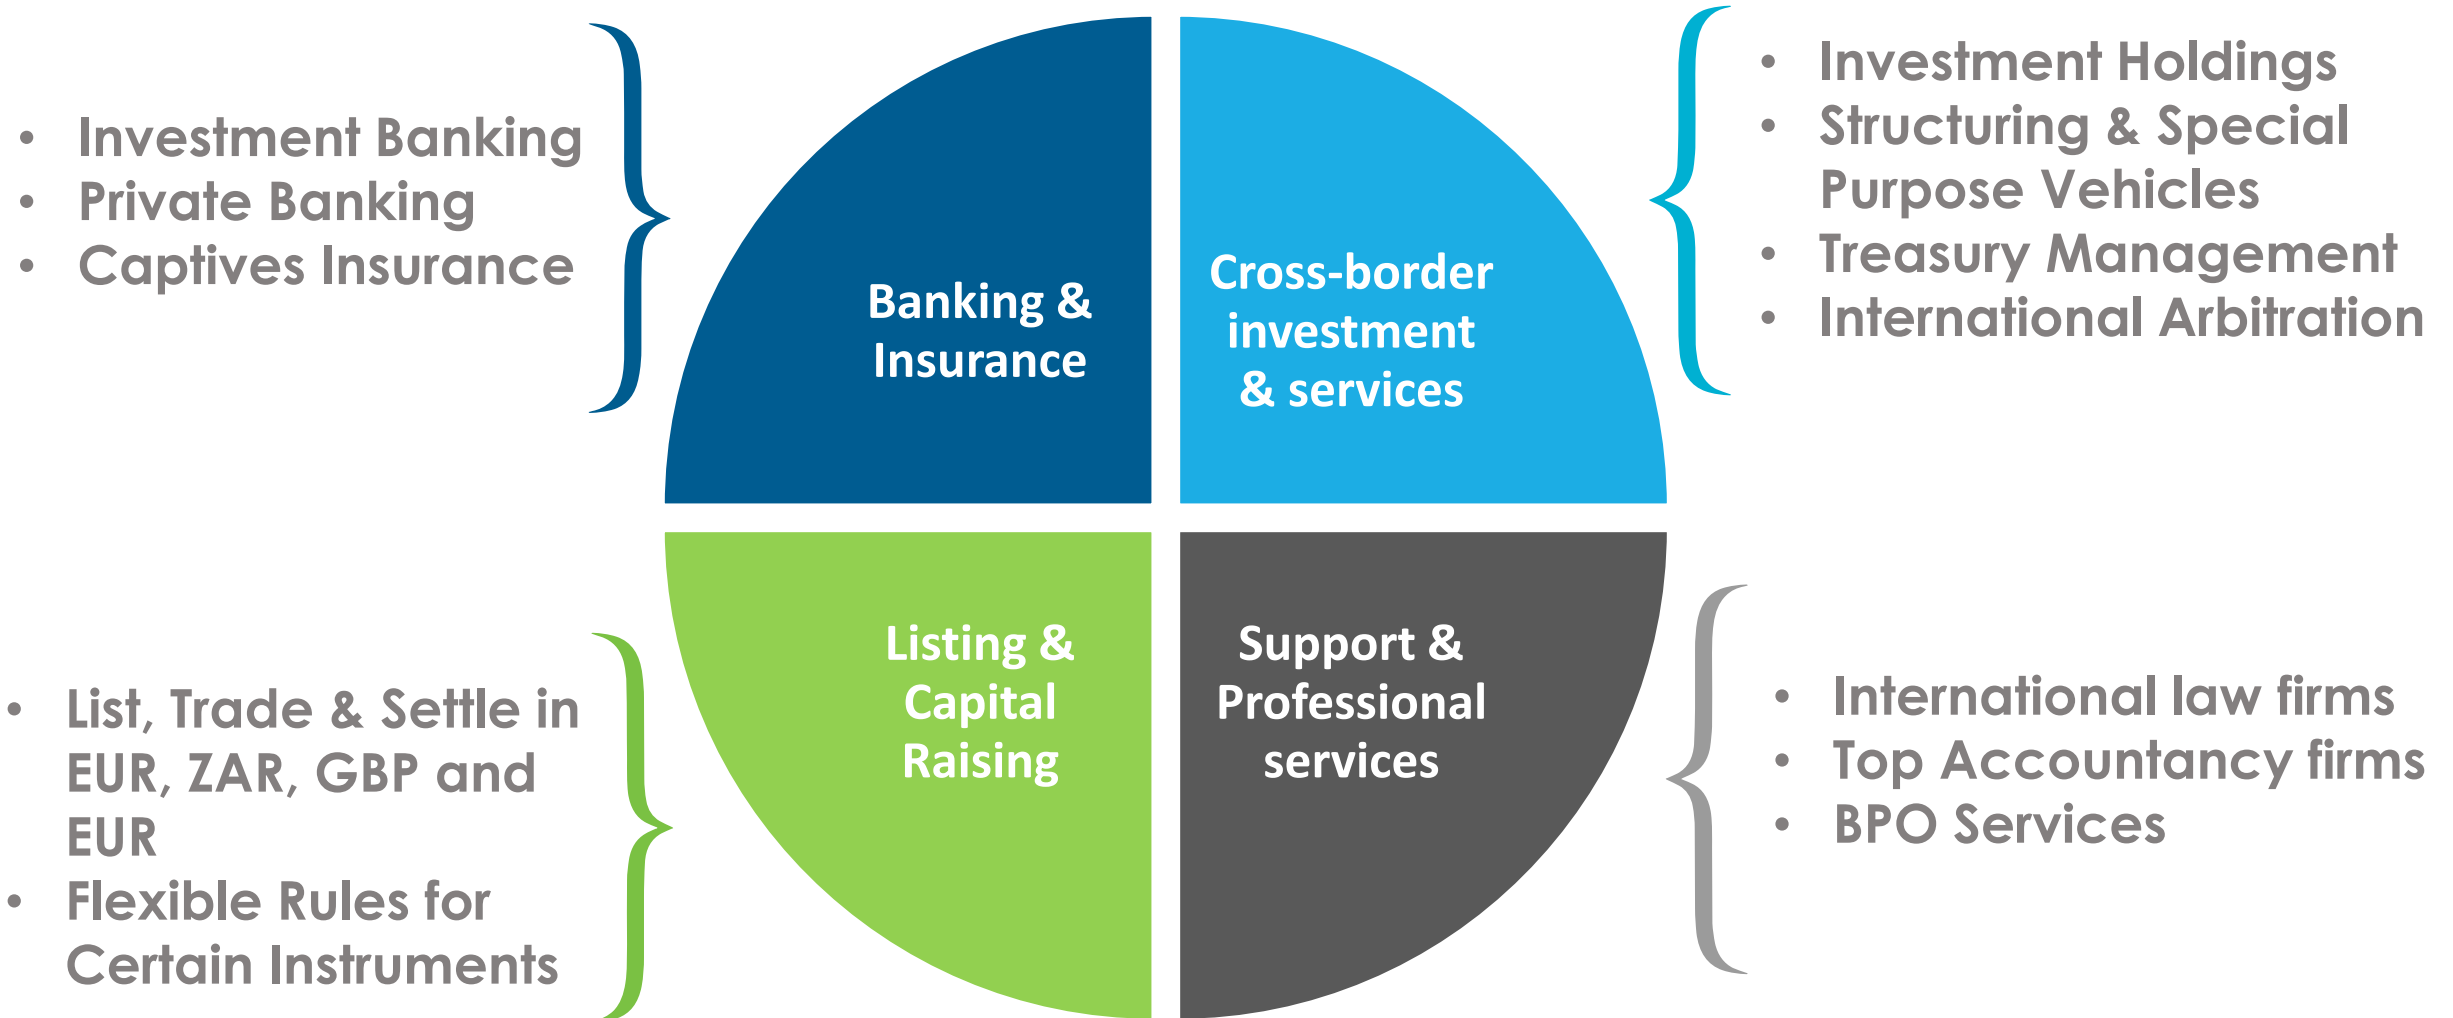 • Investment Banking
• Private Banking
• Captives Insurance
Banking &
Insurance
Cross-border
investment
& services
• Investment Holdings
• Structuring & Special
Purpose Vehicles
• Treasury Management
• International Arbitration
• List, Trade & Settle in
EUR, ZAR, GBP and
EUR
• Flexible Rules for
Certain Instruments
Listing &
Capital
Raising
Support &
Professional
services
• International law firms
• Top Accountancy firms
• BPO Services